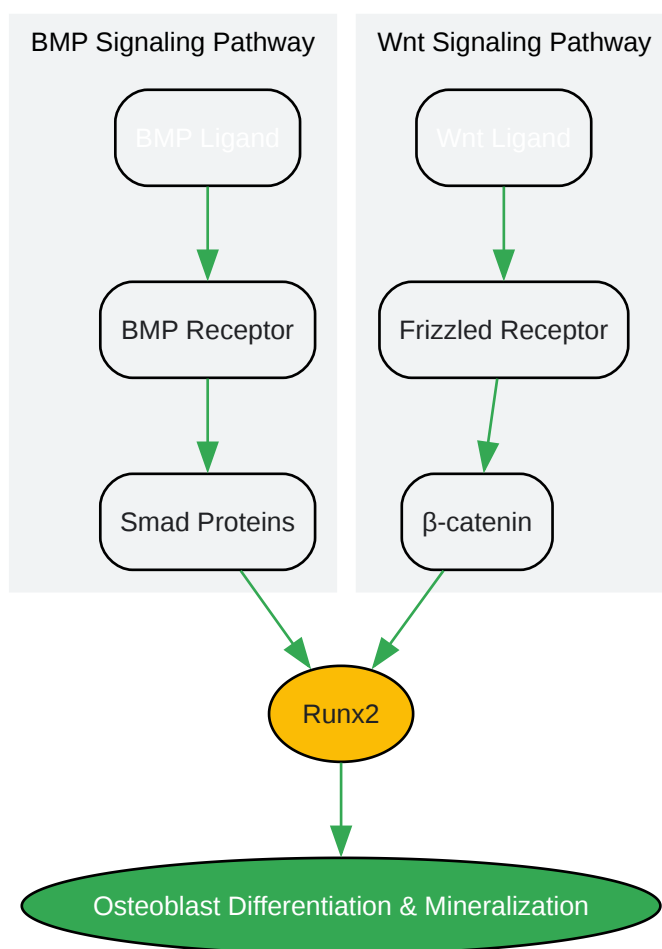 BMP Signaling Pathway
BMP Ligand
BMP Receptor
Smad Proteins
Wnt Signaling Pathway
Wnt Ligand
Frizzled Receptor
β-catenin
Runx2
Osteoblast Differentiation & Mineralization